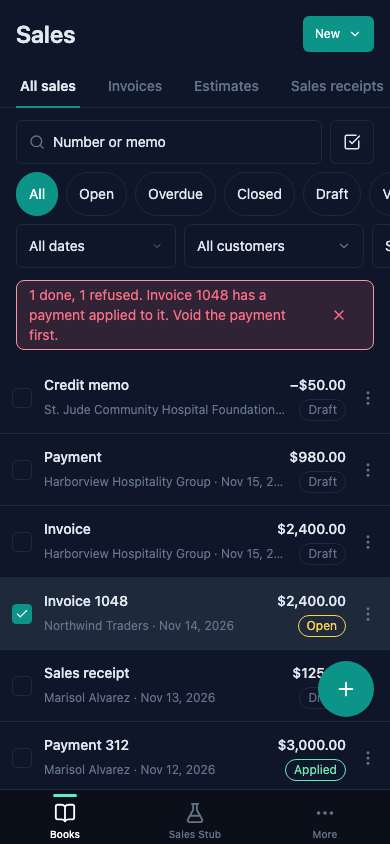 Sales
New
All sales
Invoices
Estimates
Sales receipts
Number or memo
All
Open
Overdue
Closed
Draft
All dates
All customers
1 done, 1 refused. Invoice 1048 has a
payment applied to it. Void the payment
first.
Credit memo
−$50.00
St. Jude Community Hospital Foundation...
Draft
Payment
$980.00
Harborview Hospitality Group · Nov 15, 2...
Draft
Invoice
$2,400.00
Harborview Hospitality Group · Nov 15, 2...
Draft
Invoice 1048
$2,400.00
Northwind Traders · Nov 14, 2026
Open
Sales receipt
$125
Marisol Alvarez · Nov 13, 2026
Payment 312
$3,000.00
Marisol Alvarez · Nov 12, 2026
Applied
Books
Sales Stub
More